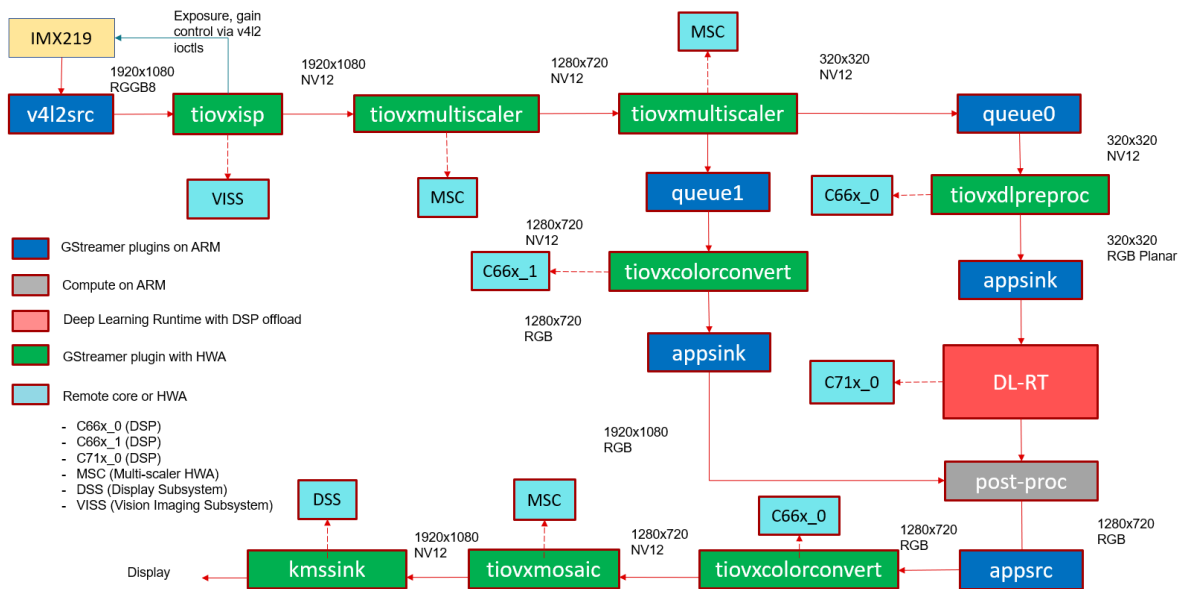 Exposure, gain
control via v4l2
ioctls
IMX219
MSC
1920x1080
RGGB8
1920x1080
NV12
1280x720
NV12
320x320
NV12
v4l2src
tiovxisp
tiovxmultiscaler
tiovxmultiscaler
queue0
320x320
NV12
VISS
MSC
queue1
C66x_0
tiovxdlpreproc
1280x720
NV12
320x320
RGB Planar
GStreamer plugins on ARM
C66x_1
tiovxcolorconvert
appsink
Compute on ARM
1280x720
RGB
Deep Learning Runtime with DSP offload
appsink
GStreamer plugin with HWA
C71x_0
DL-RT
Remote core or HWA
- C66x_0 (DSP)
- C66x_1 (DSP)
- C71x_0 (DSP)
- MSC (Multi-scaler HWA)
- DSS (Display Subsystem)
- VISS (Vision Imaging Subsystem)
1920x1080
RGB
post-proc
DSS
MSC
C66x_0
1920x1080
NV12
1280x720
NV12
1280x720
RGB
1280x720
RGB
Display
kmssink
tiovxmosaic
tiovxcolorconvert
appsrc